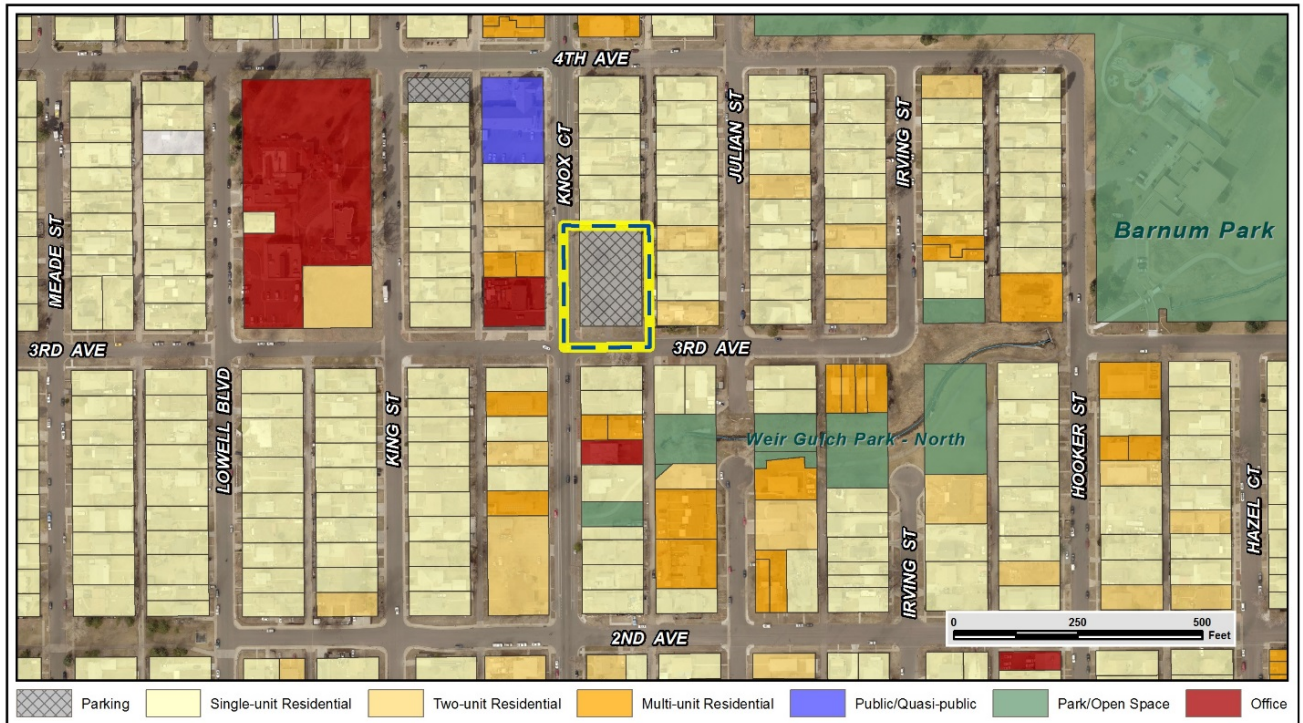 4TH AVE
MEADE ST
LOWELL BLVD
KING ST
KNOX CT
JULIAN ST
IRVING ST
Barnum Park
3RD AVE
3RD AVE
Weir Gulch Park - North
IRVING ST
HOOKER ST
HAZEL CT
2ND AVE
0 250 500
Feet
Parking Single-unit Residential Two-unit Residential Multi-unit Residential Public/Quasi-public Park/Open Space Office